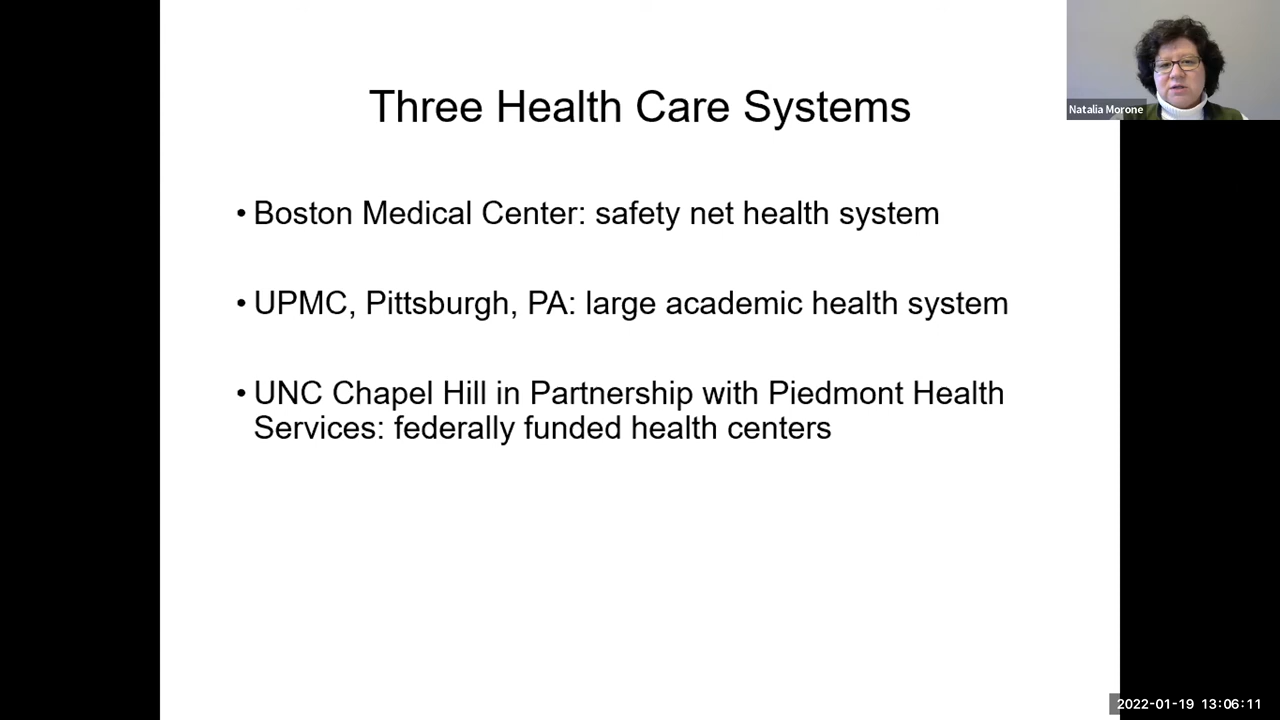 Three Health Care Systems
Natalia Morone
• Boston Medical Center: safety net health system
• UPMC, Pittsburgh, PA: large academic health system
• UNC Chapel Hill in Partnership with Piedmont Health
Services: federally funded health centers
2022-01-19 13:06:11